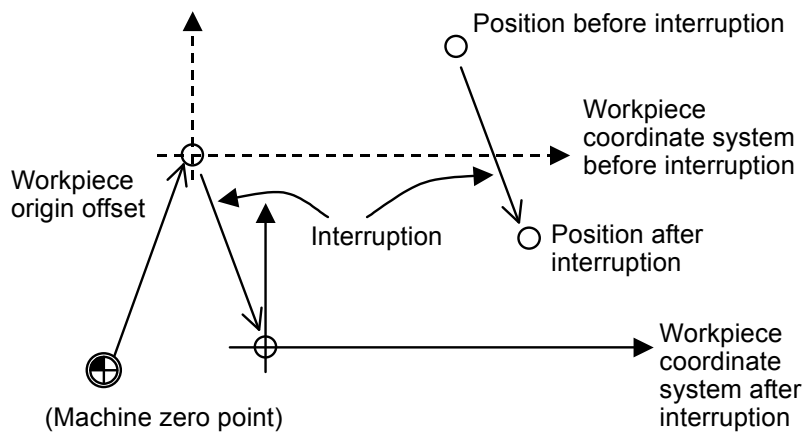 Position before interruption
Workpiece
coordinate system
before interruption
Workpiece
origin offset
Interruption
Position after
interruption
Workpiece
coordinate
system after
interruption
(Machine zero point)